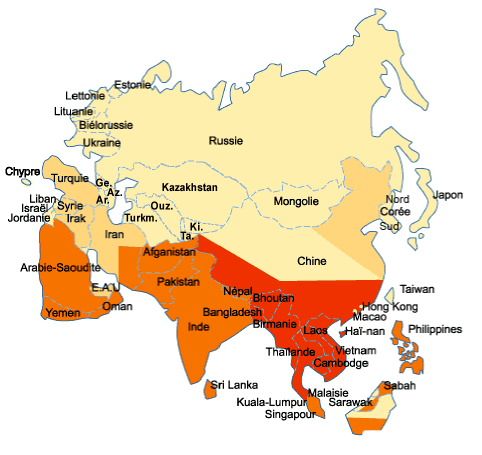 Estonie
Lettonie
Lituanie
Biélorussie
Ukraine
Russie
Chypre
Turquie
Ge.
Az.
Ar.
Kazakhstan
Mongolie
Nord
Corée
Sud
Japon
Liban
Syrie
Israël
Jordanie
Irak
Ouz.
Turkm.
Ki.
Ta.
Iran
Afganistan
Chine
Arabie-Saoudite
E.A.U
Pakistan
Népal
Bhoutan
Taiwan
Hong Kong
Macao
Oman
Yemen
Bangladesh
Inde
Birmanie
Laos
Haï-nan
Philippines
Thaïlande
Vietnam
Cambodge
Sri Lanka
Malaisie
Sabah
Kuala-Lumpur
Sarawak
Singapour